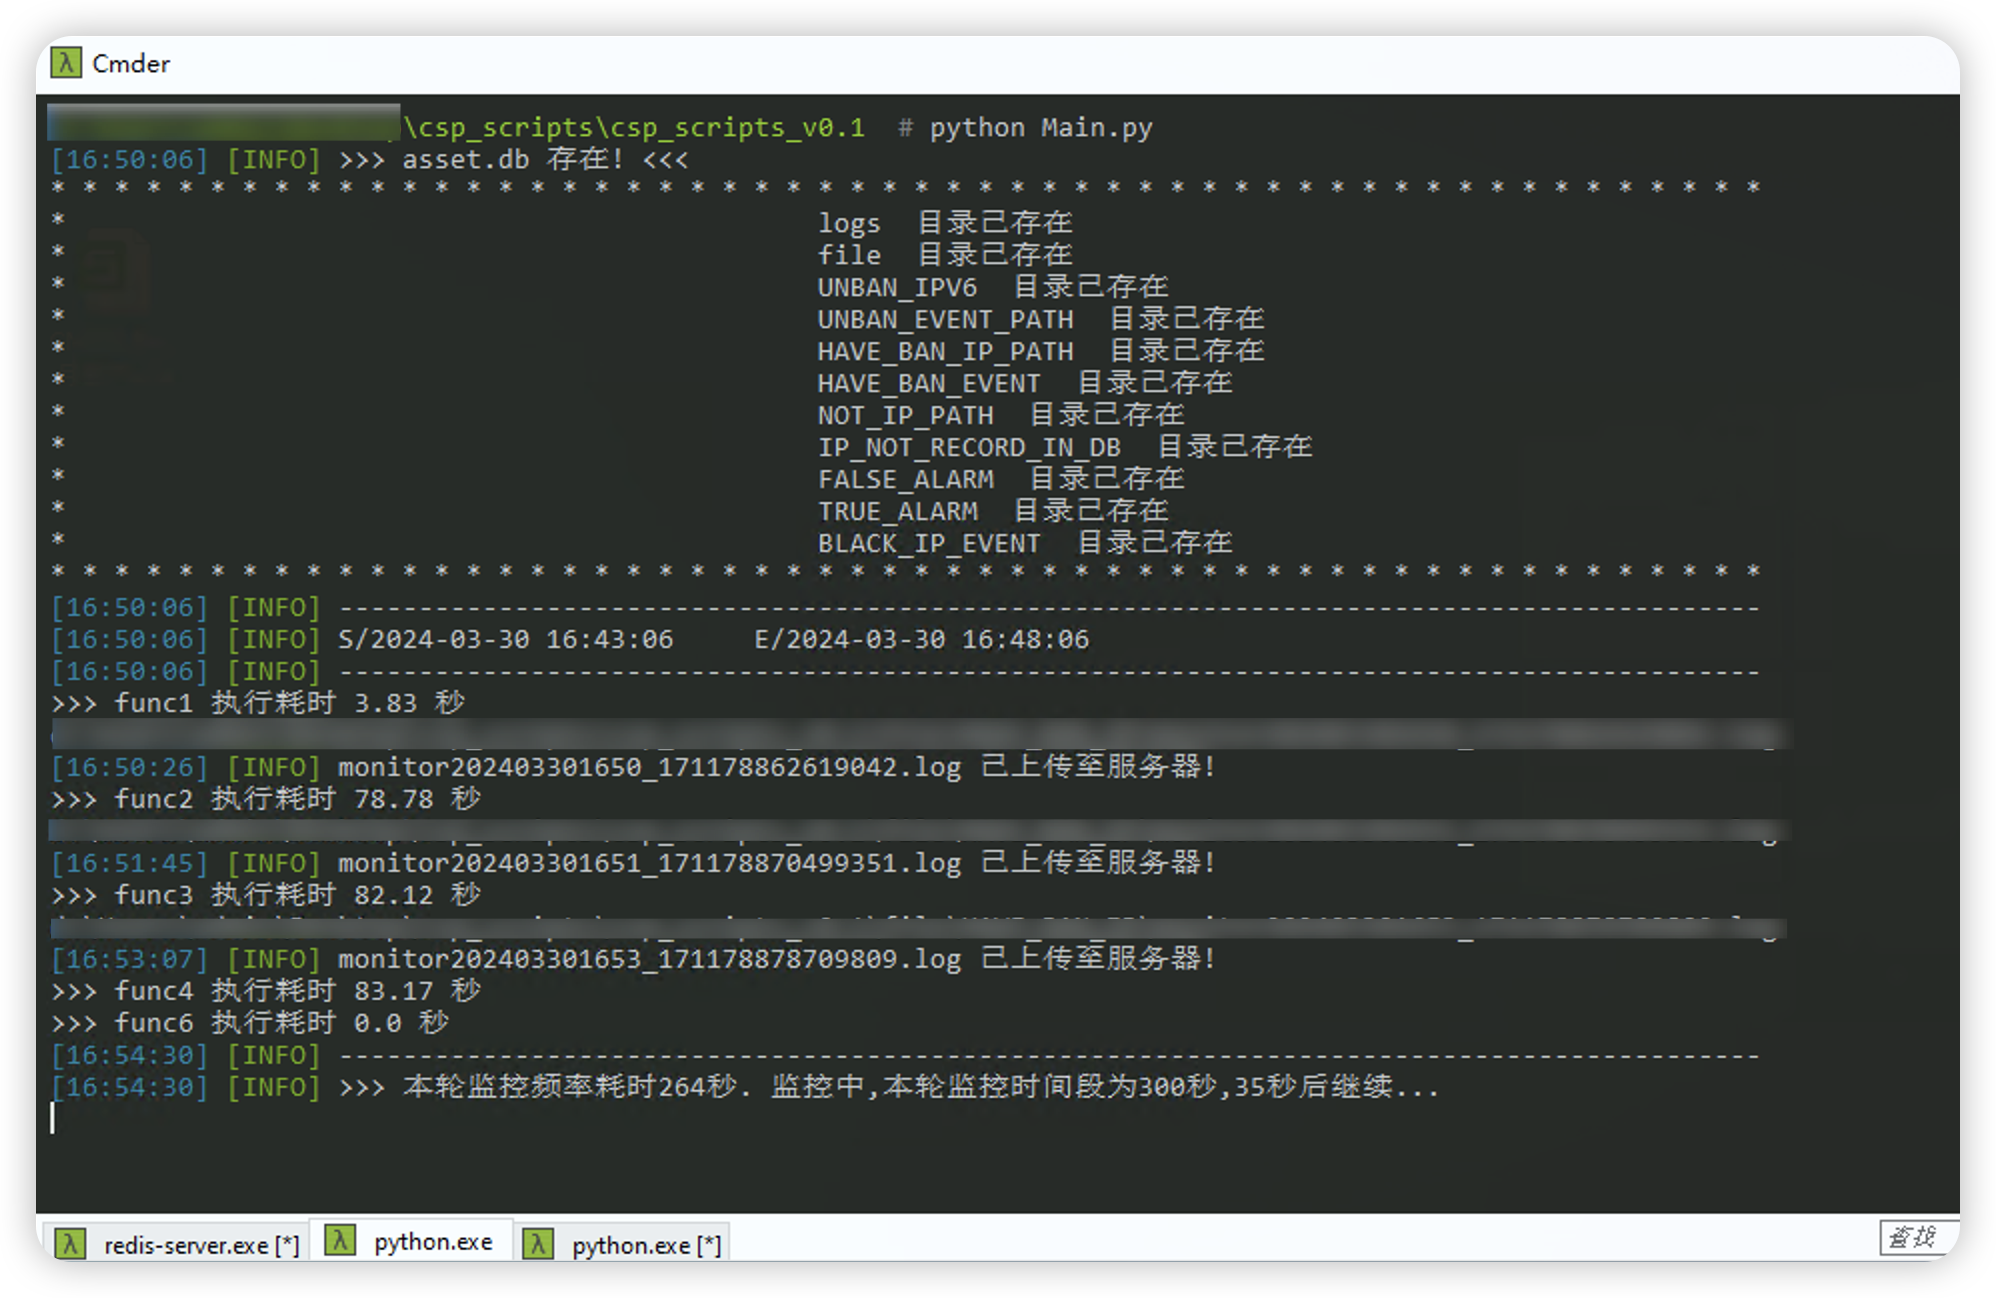 Cmder
\csp_scripts\csp_scripts_v0.1 # python Main.py
[16:50:06] [INFO] >>> asset.db 存在! <<<
* * * * * * * * * * * * * * * * * * * * * * * * * * * * * * * * * * * * * * * * * * * * * * * * * * * * * *
* logs 目录已存在
* file 目录已存在
* UNBAN_IPV6 目录已存在
* UNBAN_EVENT_PATH 目录已存在
* HAVE_BAN_IP_PATH 目录已存在
* HAVE_BAN_EVENT 目录已存在
* NOT_IP_PATH 目录已存在
* IP_NOT_RECORD_IN_DB 目录已存在
* FALSE_ALARM 目录已存在
* TRUE_ALARM 目录已存在
* BLACK_IP_EVENT 目录已存在
* * * * * * * * * * * * * * * * * * * * * * * * * * * * * * * * * * * * * * * * * * * * * * * * * * * * * *
[16:50:06] [INFO] -----------------------------------------------------------------------------------------
[16:50:06] [INFO] S/2024-03-30 16:43:06 E/2024-03-30 16:48:06
[16:50:06] [INFO] -----------------------------------------------------------------------------------------
>>> func1 执行耗时 3.83 秒
[16:50:26] [INFO] monitor202403301650_171178862619042.log 已上传至服务器!
>>> func2 执行耗时 78.78 秒
[16:51:45] [INFO] monitor202403301651_171178870499351.log 已上传至服务器!
>>> func3 执行耗时 82.12 秒
[16:53:07] [INFO] monitor202403301653_171178878709809.log 已上传至服务器!
>>> func4 执行耗时 83.17 秒
>>> func6 执行耗时 0.0 秒
[16:54:30] [INFO] -----------------------------------------------------------------------------------------
[16:54:30] [INFO] >>> 本轮监控频率耗时264秒. 监控中,本轮监控时间段为300秒,35秒后继续...
redis-server.exe [*] python.exe python.exe [*] 查找